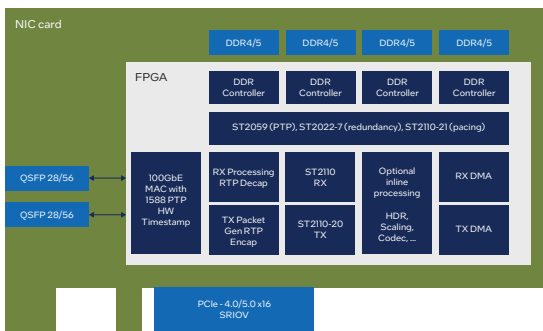 NIC card
DDR4/5
DDR4/5
DDR4/5
DDR4/5
FPGA
DDR
Controller
DDR
Controller
DDR
Controller
DDR
Controller
ST2059 (PTP), ST2022-7 (redundancy), ST2110-21 (pacing)
QSFP 28/56
QSFP 28/56
100GbE
MAC with
1588 PTP
HW
Timestamp
RX Processing
RTP Decap
ST2110
RX
Optional
inline
processing
HDR,
Scaling,
Codec, ...
RX DMA
TX Packet
Gen RTP
Encap
ST2110-20
TX
TX DMA
PCIe - 4.0/5.0 x16
SRIOV